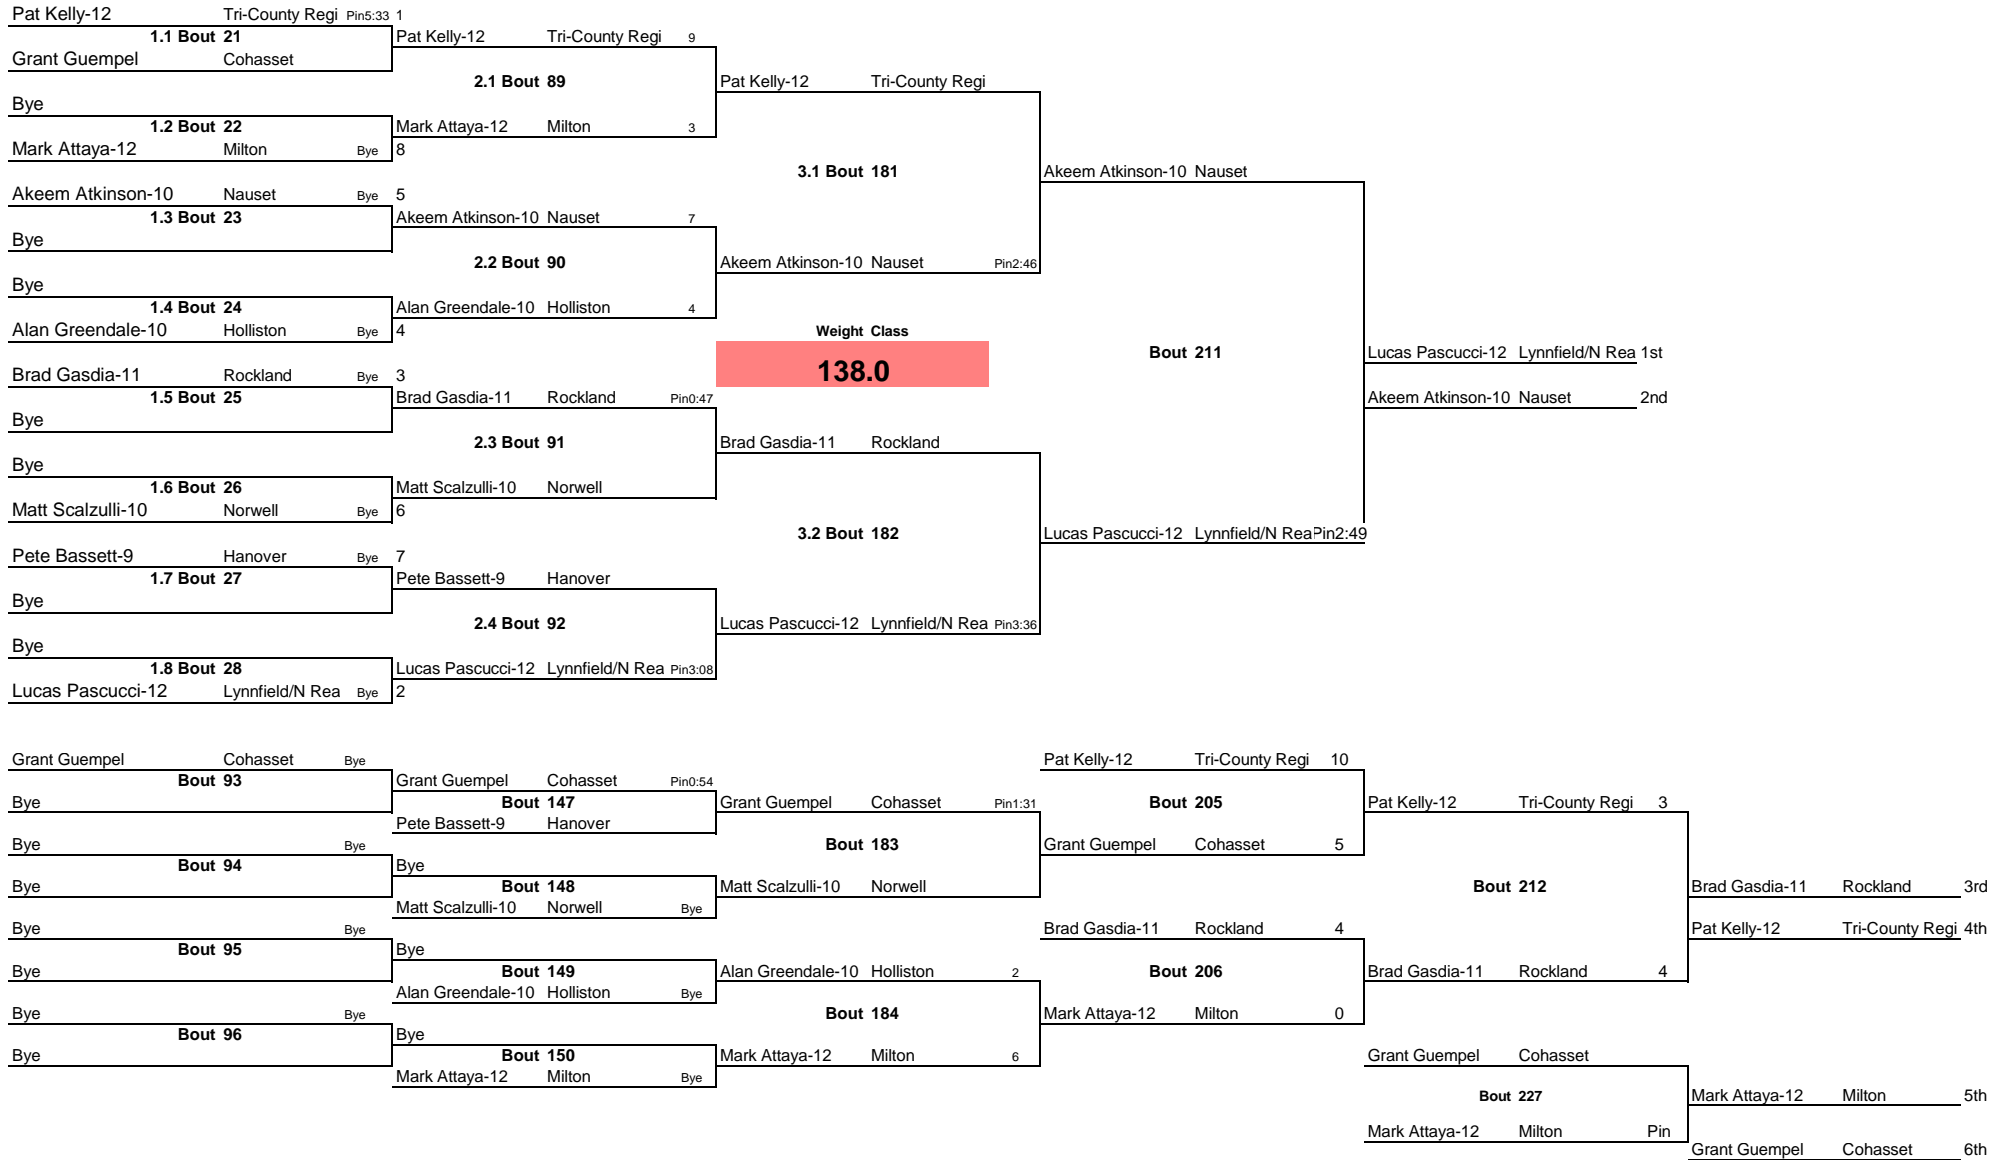 Pat Kelly-12 Tri-County Regi Pin5:33 1
1.1 Bout 21 Pat Kelly-12 Tri-County Regi 9
Grant Guempel Cohasset
2.1 Bout 89 Pat Kelly-12 Tri-County Regi
Bye
1.2 Bout 22 Mark Attaya-12 Milton 3
Mark Attaya-12 Milton Bye 8
3.1 Bout 181 Akeem Atkinson-10 Nauset
Akeem Atkinson-10 Nauset Bye 5
1.3 Bout 23 Akeem Atkinson-10 Nauset 7
Bye
2.2 Bout 90 Akeem Atkinson-10 Nauset Pin2:46
Bye
1.4 Bout 24 Alan Greendale-10 Holliston 4
Alan Greendale-10 Holliston Bye 4 Weight Class
Bout 211 Lucas Pascucci-12 Lynnfield/N Rea 1st
Brad Gasdia-11 Rockland Bye 3 138.0
1.5 Bout 25 Brad Gasdia-11 Rockland Pin0:47 Akeem Atkinson-10 Nauset 2nd
Bye
2.3 Bout 91 Brad Gasdia-11 Rockland
Bye
1.6 Bout 26 Matt Scalzulli-10 Norwell
Matt Scalzulli-10 Norwell Bye 6
3.2 Bout 182 Lucas Pascucci-12 Lynnfield/N Rea Pin2:49
Pete Bassett-9 Hanover Bye 7
1.7 Bout 27 Pete Bassett-9 Hanover
Bye
2.4 Bout 92 Lucas Pascucci-12 Lynnfield/N Rea Pin3:36
Bye
1.8 Bout 28 Lucas Pascucci-12 Lynnfield/N Rea Pin3:08
Lucas Pascucci-12 Lynnfield/N Rea Bye 2
Grant Guempel Cohasset Bye Pat Kelly-12 Tri-County Regi 10
Bout 93 Grant Guempel Cohasset Pin0:54
Bye Bout 147 Grant Guempel Cohasset Pin1:31 Bout 205 Pat Kelly-12 Tri-County Regi 3
Pete Bassett-9 Hanover
Bye Bye Bout 183 Grant Guempel Cohasset 5
Bout 94 Bye
Bye Bout 148 Matt Scalzulli-10 Norwell Bout 212 Brad Gasdia-11 Rockland 3rd
Matt Scalzulli-10 Norwell Bye
Bye Bye Brad Gasdia-11 Rockland 4 Pat Kelly-12 Tri-County Regi 4th
Bout 95 Bye
Bye Bout 149 Alan Greendale-10 Holliston 2 Bout 206 Brad Gasdia-11 Rockland 4
Alan Greendale-10 Holliston Bye
Bye Bye Bout 184 Mark Attaya-12 Milton 0
Bout 96 Bye
Bye Bout 150 Mark Attaya-12 Milton 6 Grant Guempel Cohasset
Mark Attaya-12 Milton Bye
Bout 227 Mark Attaya-12 Milton 5th
Mark Attaya-12 Milton Pin
Grant Guempel Cohasset 6th